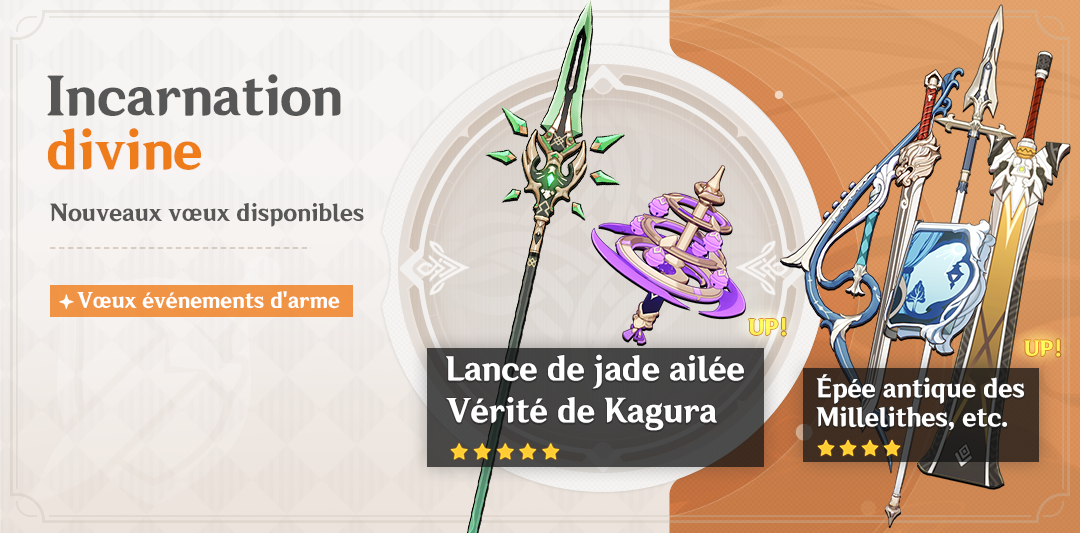 Incarnation
divine
Nouveaux vœux disponibles
Vœux événements d'arme
UP!
Lance de jade ailée
Vérité de Kagura
UP!
Épée antique des
Millelithes, etc.